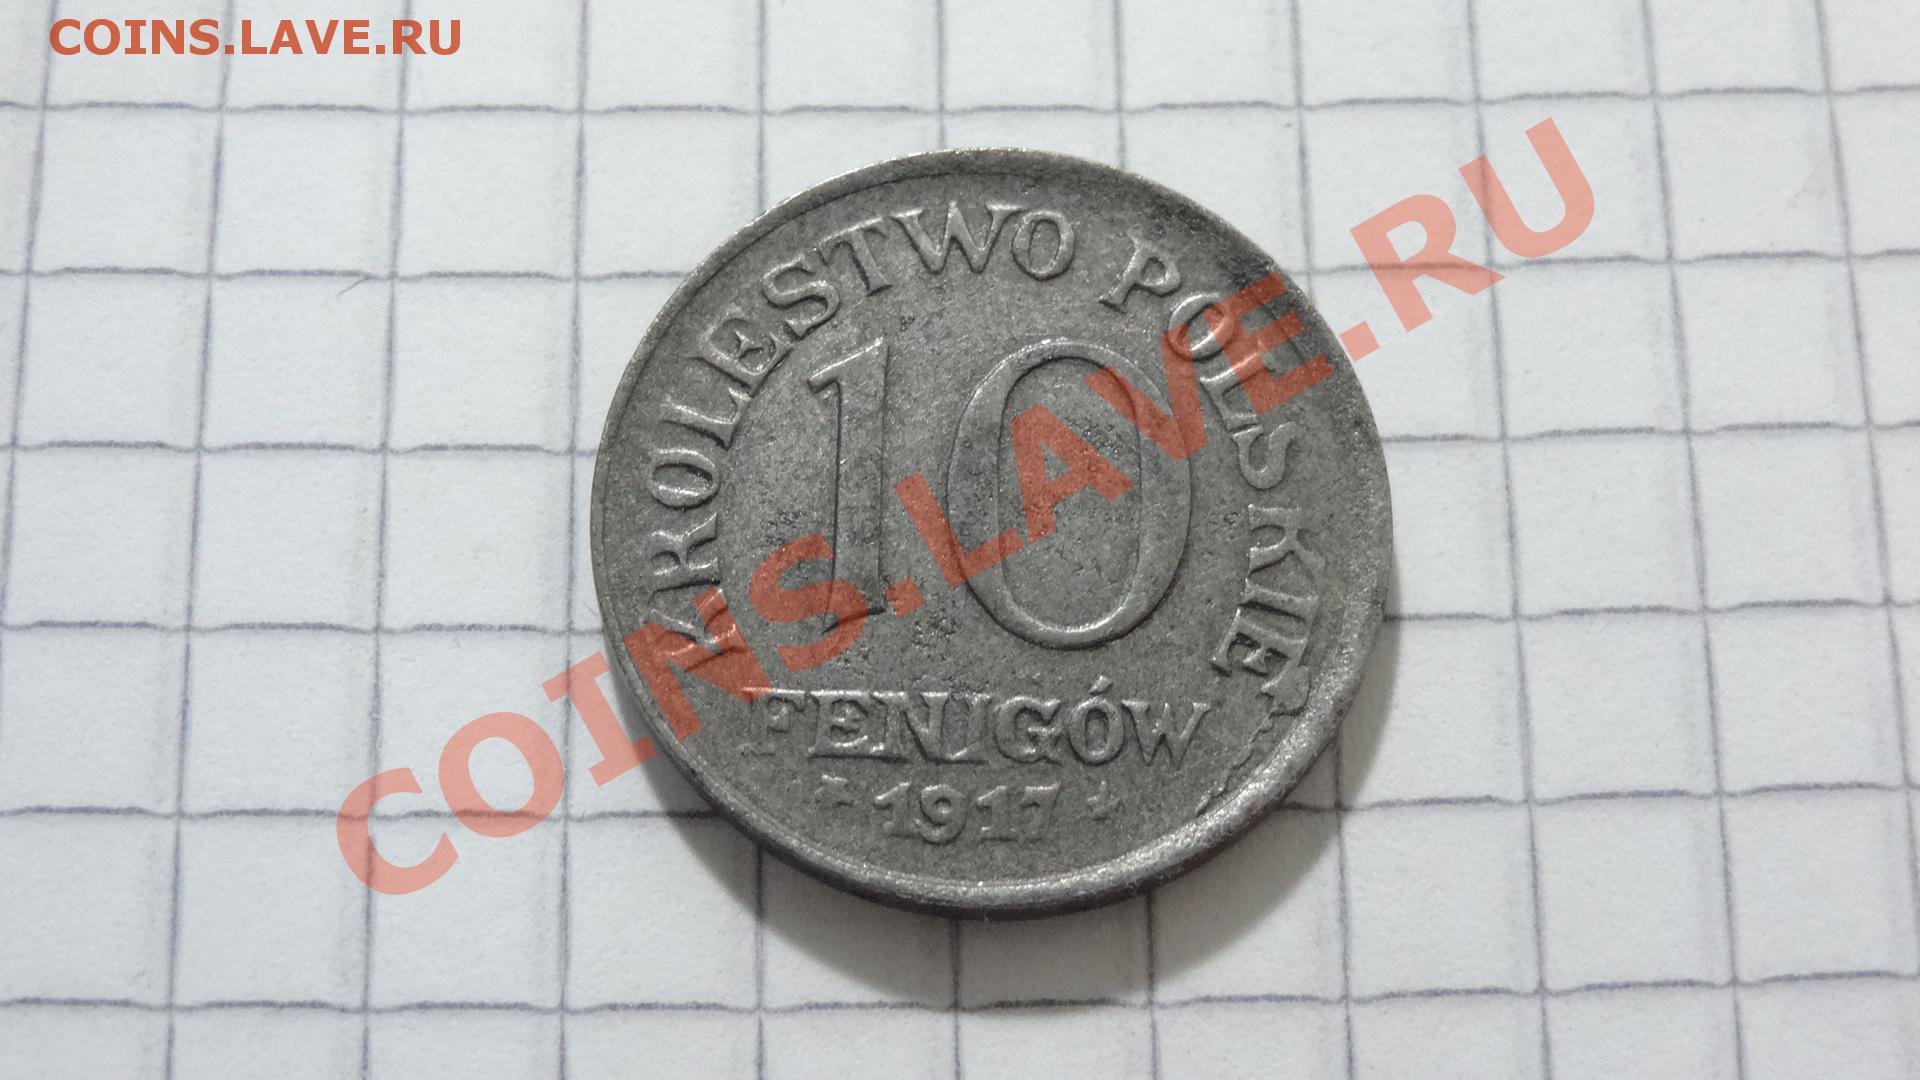 COINS.LAVE.RU
KROLESTWO POLSKIE
10
FENIGÓW
1917
COINS.LAVE.RU